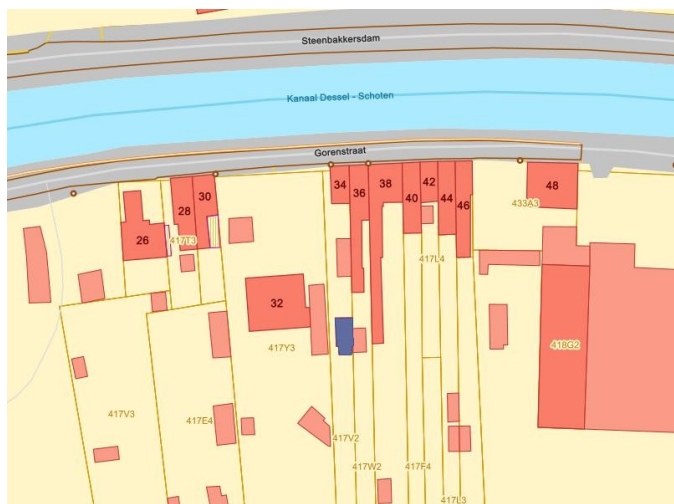 Steenbakkersdam
Kanaal Dessel - Schoten
Gorenstraat
34
36
38
40
42
44
46
48
433A3
28
30
26
417T3
417L4
32
417Y3
418G2
417V3
417E4
417V2
417W2
417F4
417L3